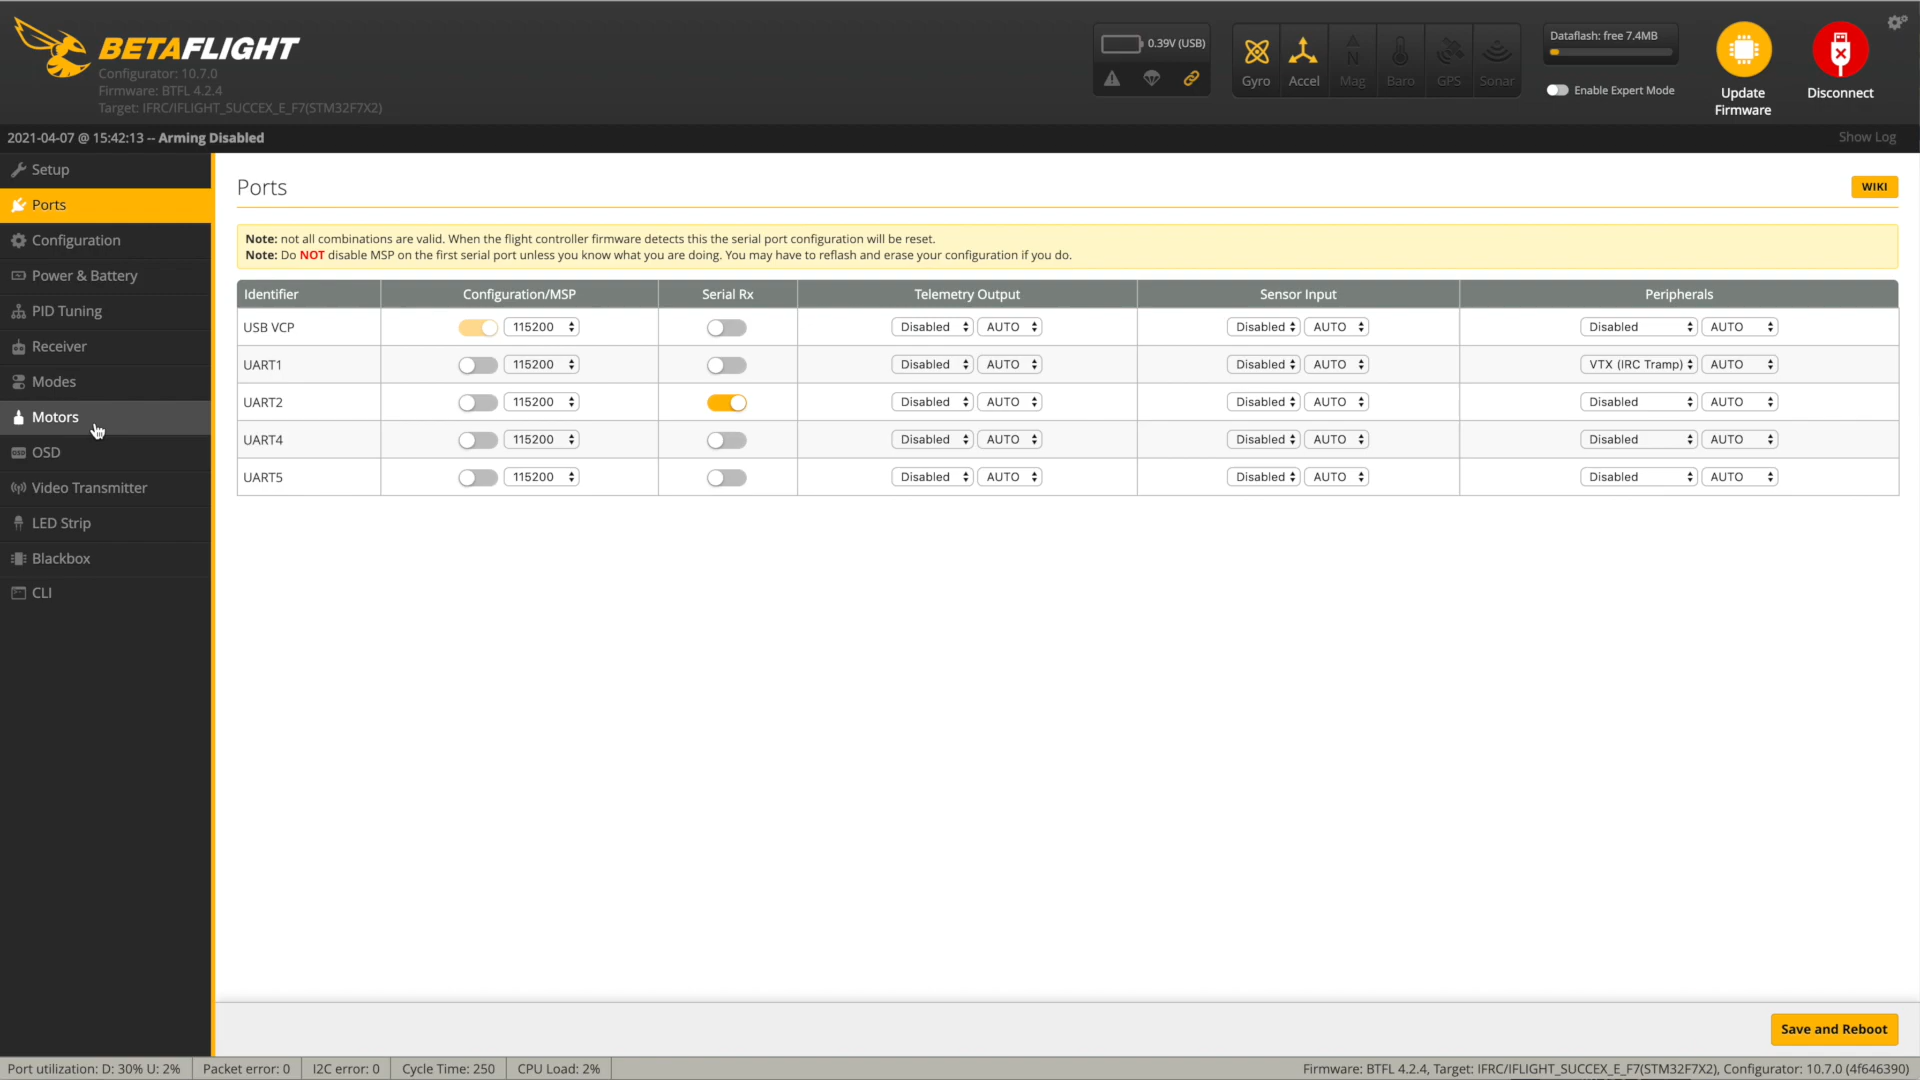 BETAFLIGHT
Configurator: 10.7.0
Firmware: BTFL 4.2.4
Target: IFRC/IFLIGHT_SUCCEX_E_F7(STM32F7X2)
0.39V (USB)
Gyro
Accel
Mag
Baro
GPS
Sonar
Dataflash: free 7.4MB
Enable Expert Mode
Update
Firmware
Disconnect
2021-04-07 @ 15:42:13 -- Arming Disabled
Show Log
Setup
Ports
Configuration
Power & Battery
PID Tuning
Receiver
Modes
Motors
OSD
Video Transmitter
LED Strip
Blackbox
CLI
Ports
WIKI
Note: not all combinations are valid. When the flight controller firmware detects this the serial port configuration will be reset.
Note: Do NOT disable MSP on the first serial port unless you know what you are doing. You may have to reflash and erase your configuration if you do.
Identifier Configuration/MSP Serial Rx Telemetry Output Sensor Input Peripherals
USB VCP 115200 Disabled AUTO Disabled AUTO Disabled AUTO
UART1 115200 Disabled AUTO Disabled AUTO VTX (IRC Tramp) AUTO
UART2 115200 Disabled AUTO Disabled AUTO Disabled AUTO
UART4 115200 Disabled AUTO Disabled AUTO Disabled AUTO
UART5 115200 Disabled AUTO Disabled AUTO Disabled AUTO
Save and Reboot
Port utilization: D: 30% U: 2% Packet error: 0 I2C error: 0 Cycle Time: 250 CPU Load: 2% Firmware: BTFL 4.2.4, Target: IFRC/IFLIGHT_SUCCEX_E_F7(STM32F7X2), Configurator: 10.7.0 (4f646390)